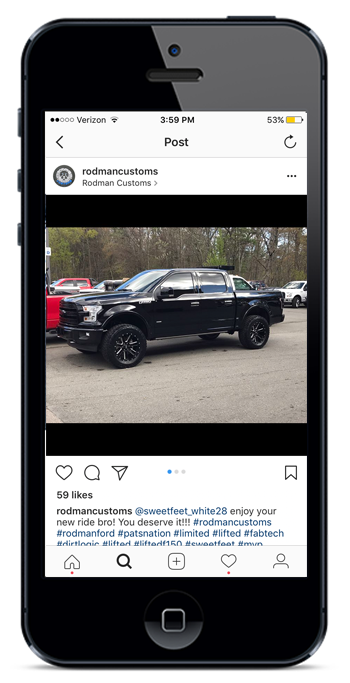 Verizon 3:59 PM 53%
Post
rodmancustoms
Rodman Customs >
59 likes
rodmancustoms @sweetfeet_white28 enjoy your
new ride bro! You deserve it!!! #rodmancustoms
#rodmanford #patsnation #limited #lifted #fabtech
#dirtlogic #lifted #liftedf150 #sweetfeet #mvp